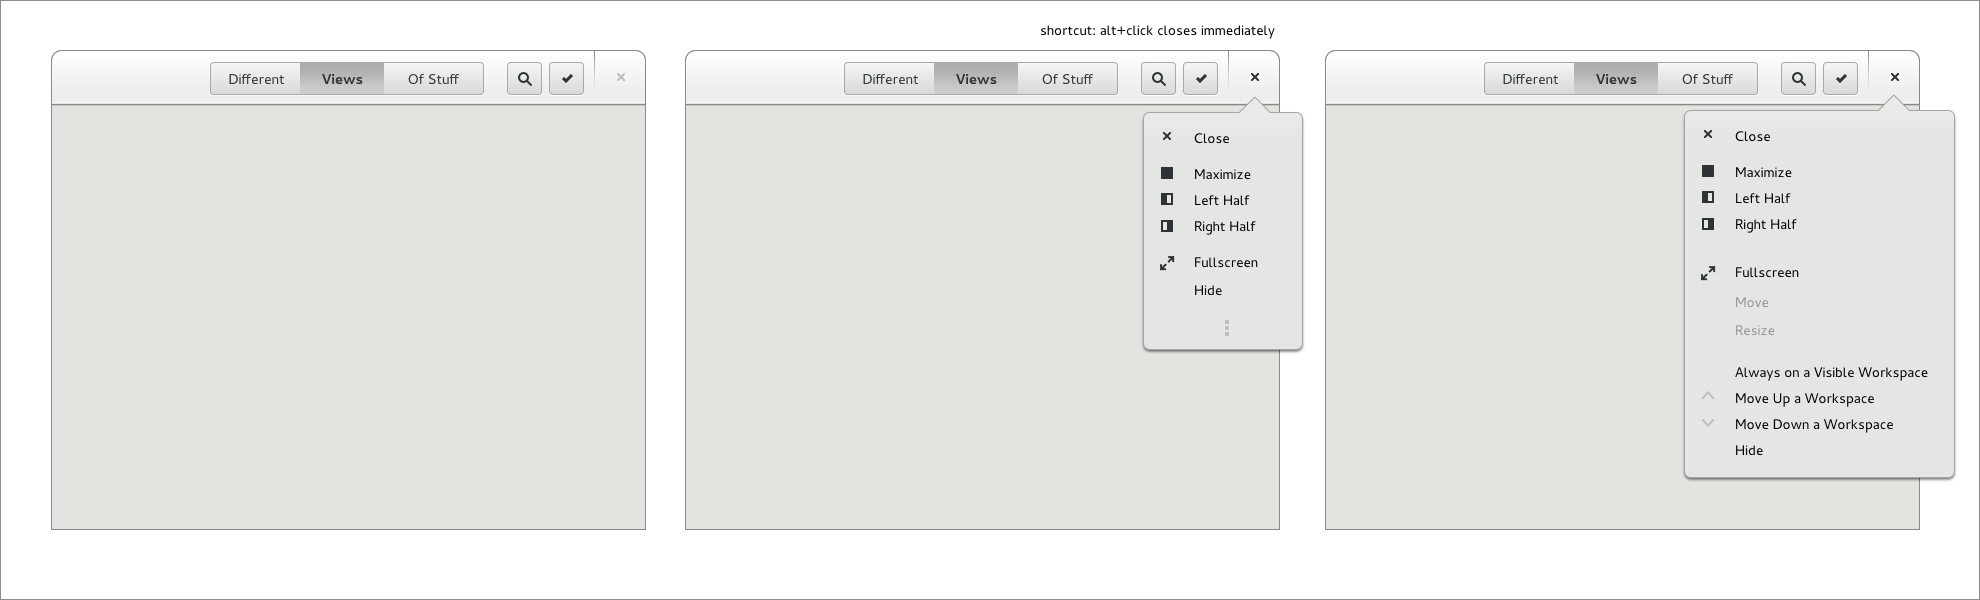 shortcut: alt+click closes immediately
Different Views Of Stuff
Different Views Of Stuff
Close
Maximize
Left Half
Right Half
Fullscreen
Hide
Different Views Of Stuff
Close
Maximize
Left Half
Right Half
Fullscreen
Move
Resize
Always on a Visible Workspace
Move Up a Workspace
Move Down a Workspace
Hide